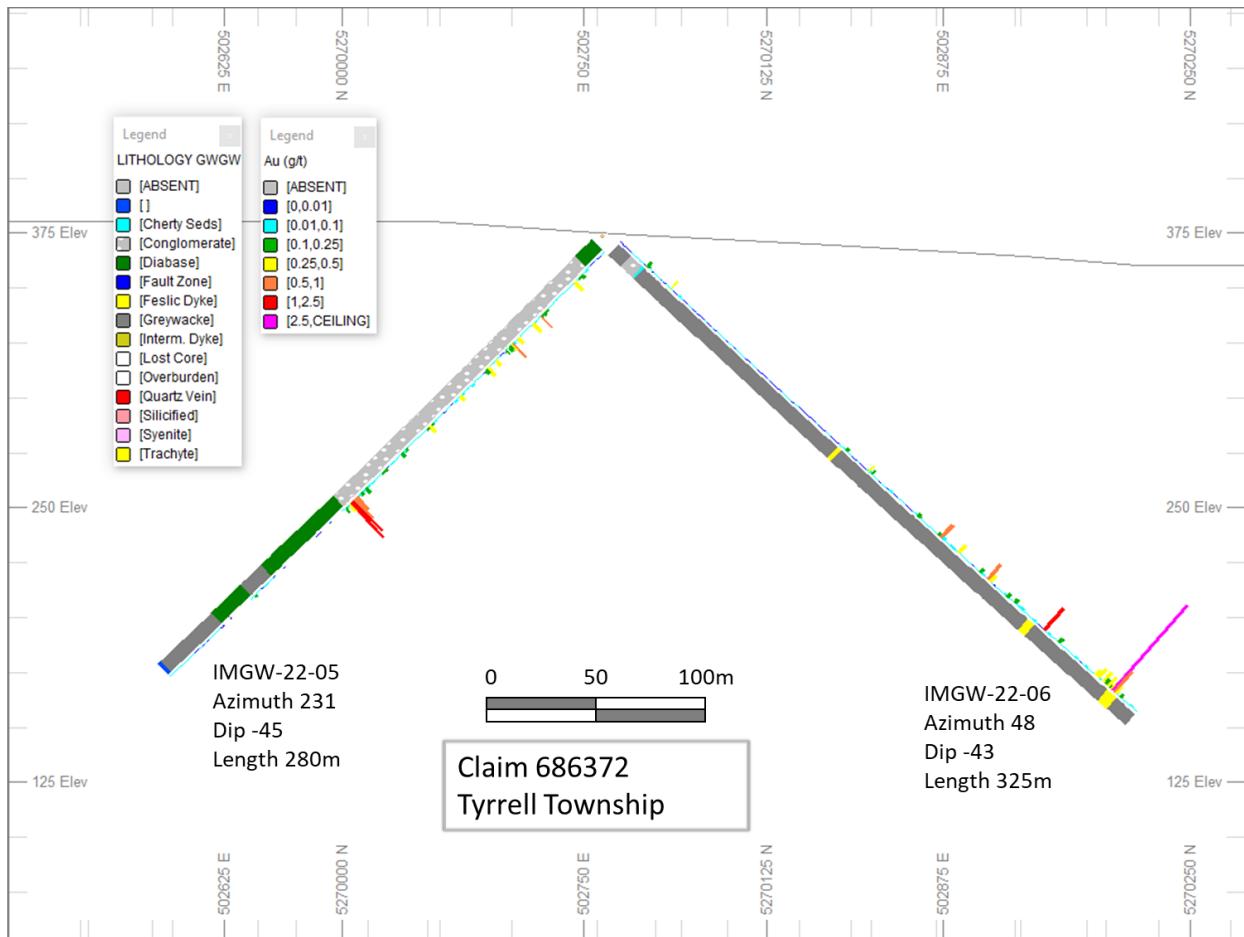 502625 E
5270000 N
502750 E
5270125 N
502875 E
5270250 N
Legend
LITHOLOGY GWGW
[ABSENT]
[ ]
[Cherty Seds]
[Conglomerate]
[Diabase]
[Fault Zone]
[Feslic Dyke]
[Greywacke]
[Interm. Dyke]
[Lost Core]
[Overburden]
[Quartz Vein]
[Silicified]
[Syenite]
[Trachyte]
Legend
Au (g/t)
[ABSENT]
[0,0.01]
[0.01,0.1]
[0.1,0.25]
[0.25,0.5]
[0.5,1]
[1,2.5]
[2.5,CEILING]
375 Elev
375 Elev
250 Elev
250 Elev
IMGW-22-05
Azimuth 231
Dip -45
Length 280m
0 50 100m
IMGW-22-06
Azimuth 48
Dip -43
Length 325m
Claim 686372
Tyrrell Township
125 Elev
125 Elev
502625 E
5270000 N
502750 E
5270125 N
502875 E
5270250 N